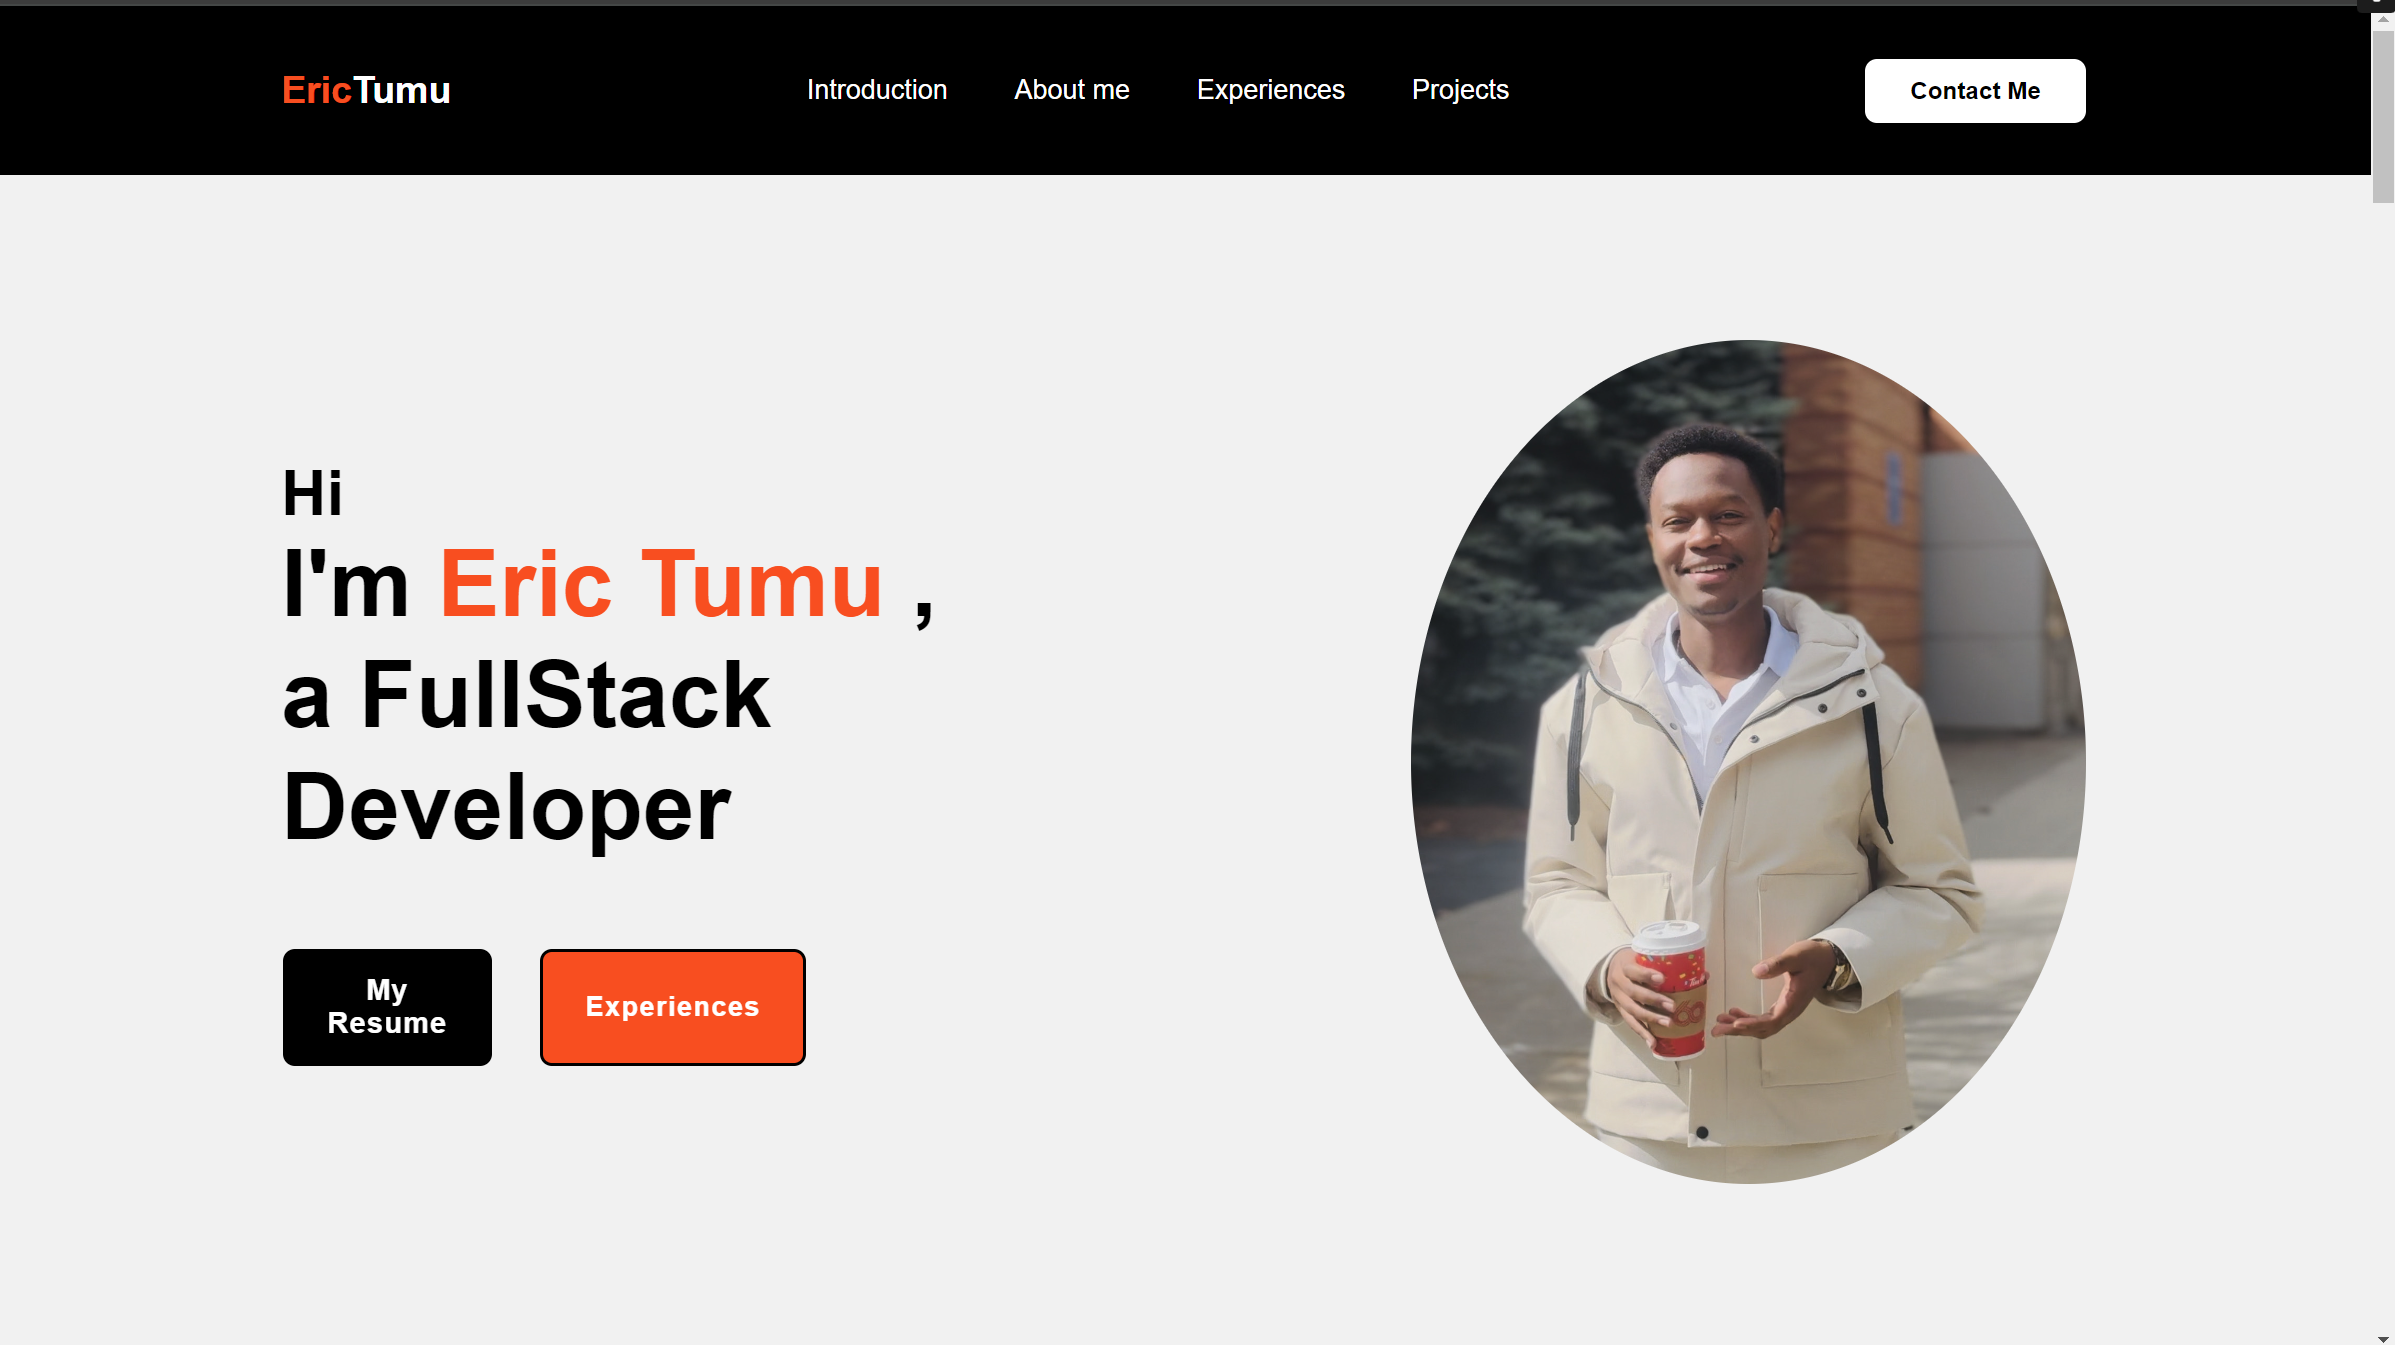 EricTumu
Introduction
About me
Experiences
Projects
Contact Me
Hi
I'm Eric Tumu ,
a FullStack
Developer
My
Resume
Experiences